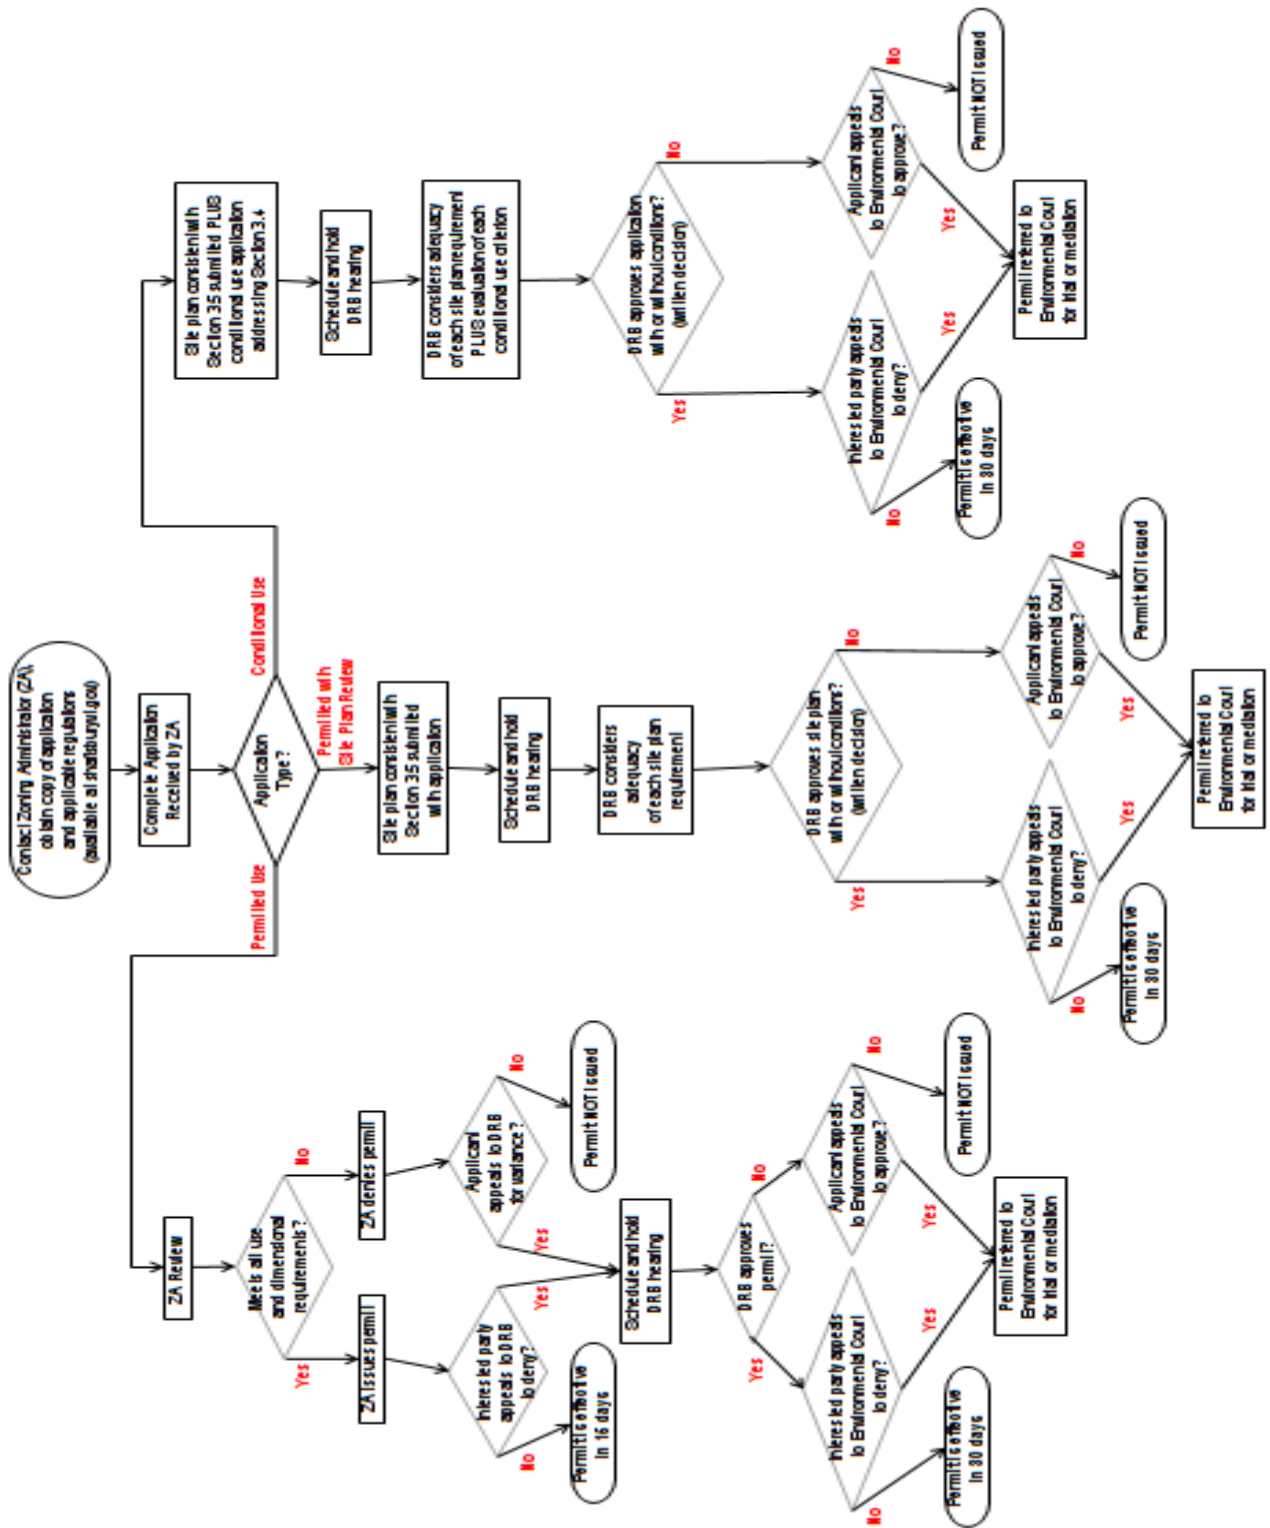 Contact Zoning Administrator (ZA),
obtain copy of application
and applicable regulations
(available at shaftsburyvt.gov)
Complete Application
Received by ZA
Application
Type?
Permitted Use
Permitted with
Site Plan Review
Conditional Use
ZA Review
Meets all use
and dimensional
requirements?
Yes
No
ZA issues permit
ZA denies permit
Interested party
appeals to DRB
to deny?
Applicant
appeals to DRB
for variance?
No
Yes
Yes
No
Permit is effective
in 15 days
Permit NOT issued
Schedule and hold
DRB hearing
DRB approves
permit?
Yes
No
Interested party appeals
to Environmental Court
to deny?
Applicant appeals
to Environmental Court
to approve?
No
Yes
Yes
No
Permit is effective
in 30 days
Permit NOT issued
Permit referred to
Environmental Court
for trial or mediation
Site plan consistent with
Section 3.5 submitted
with application
Schedule and hold
DRB hearing
DRB considers
adequacy
of each site plan
requirement
DRB approves site plan
with or without conditions?
(written decision)
Yes
No
Interested party appeals
to Environmental Court
to deny?
Applicant appeals
to Environmental Court
to approve?
No
Yes
Yes
No
Permit is effective
in 30 days
Permit NOT issued
Permit referred to
Environmental Court
for trial or mediation
Site plan consistent with
Section 3.5 submitted PLUS
conditional use application
addressing Section 3.4
Schedule and hold
DRB hearing
DRB considers adequacy
of each site plan requirement
PLUS evaluation of each
conditional use criterion
DRB approves application
with or without conditions?
(written decision)
Yes
No
Interested party appeals
to Environmental Court
to deny?
Applicant appeals
to Environmental Court
to approve?
No
Yes
Yes
No
Permit is effective
in 30 days
Permit NOT issued
Permit referred to
Environmental Court
for trial or mediation